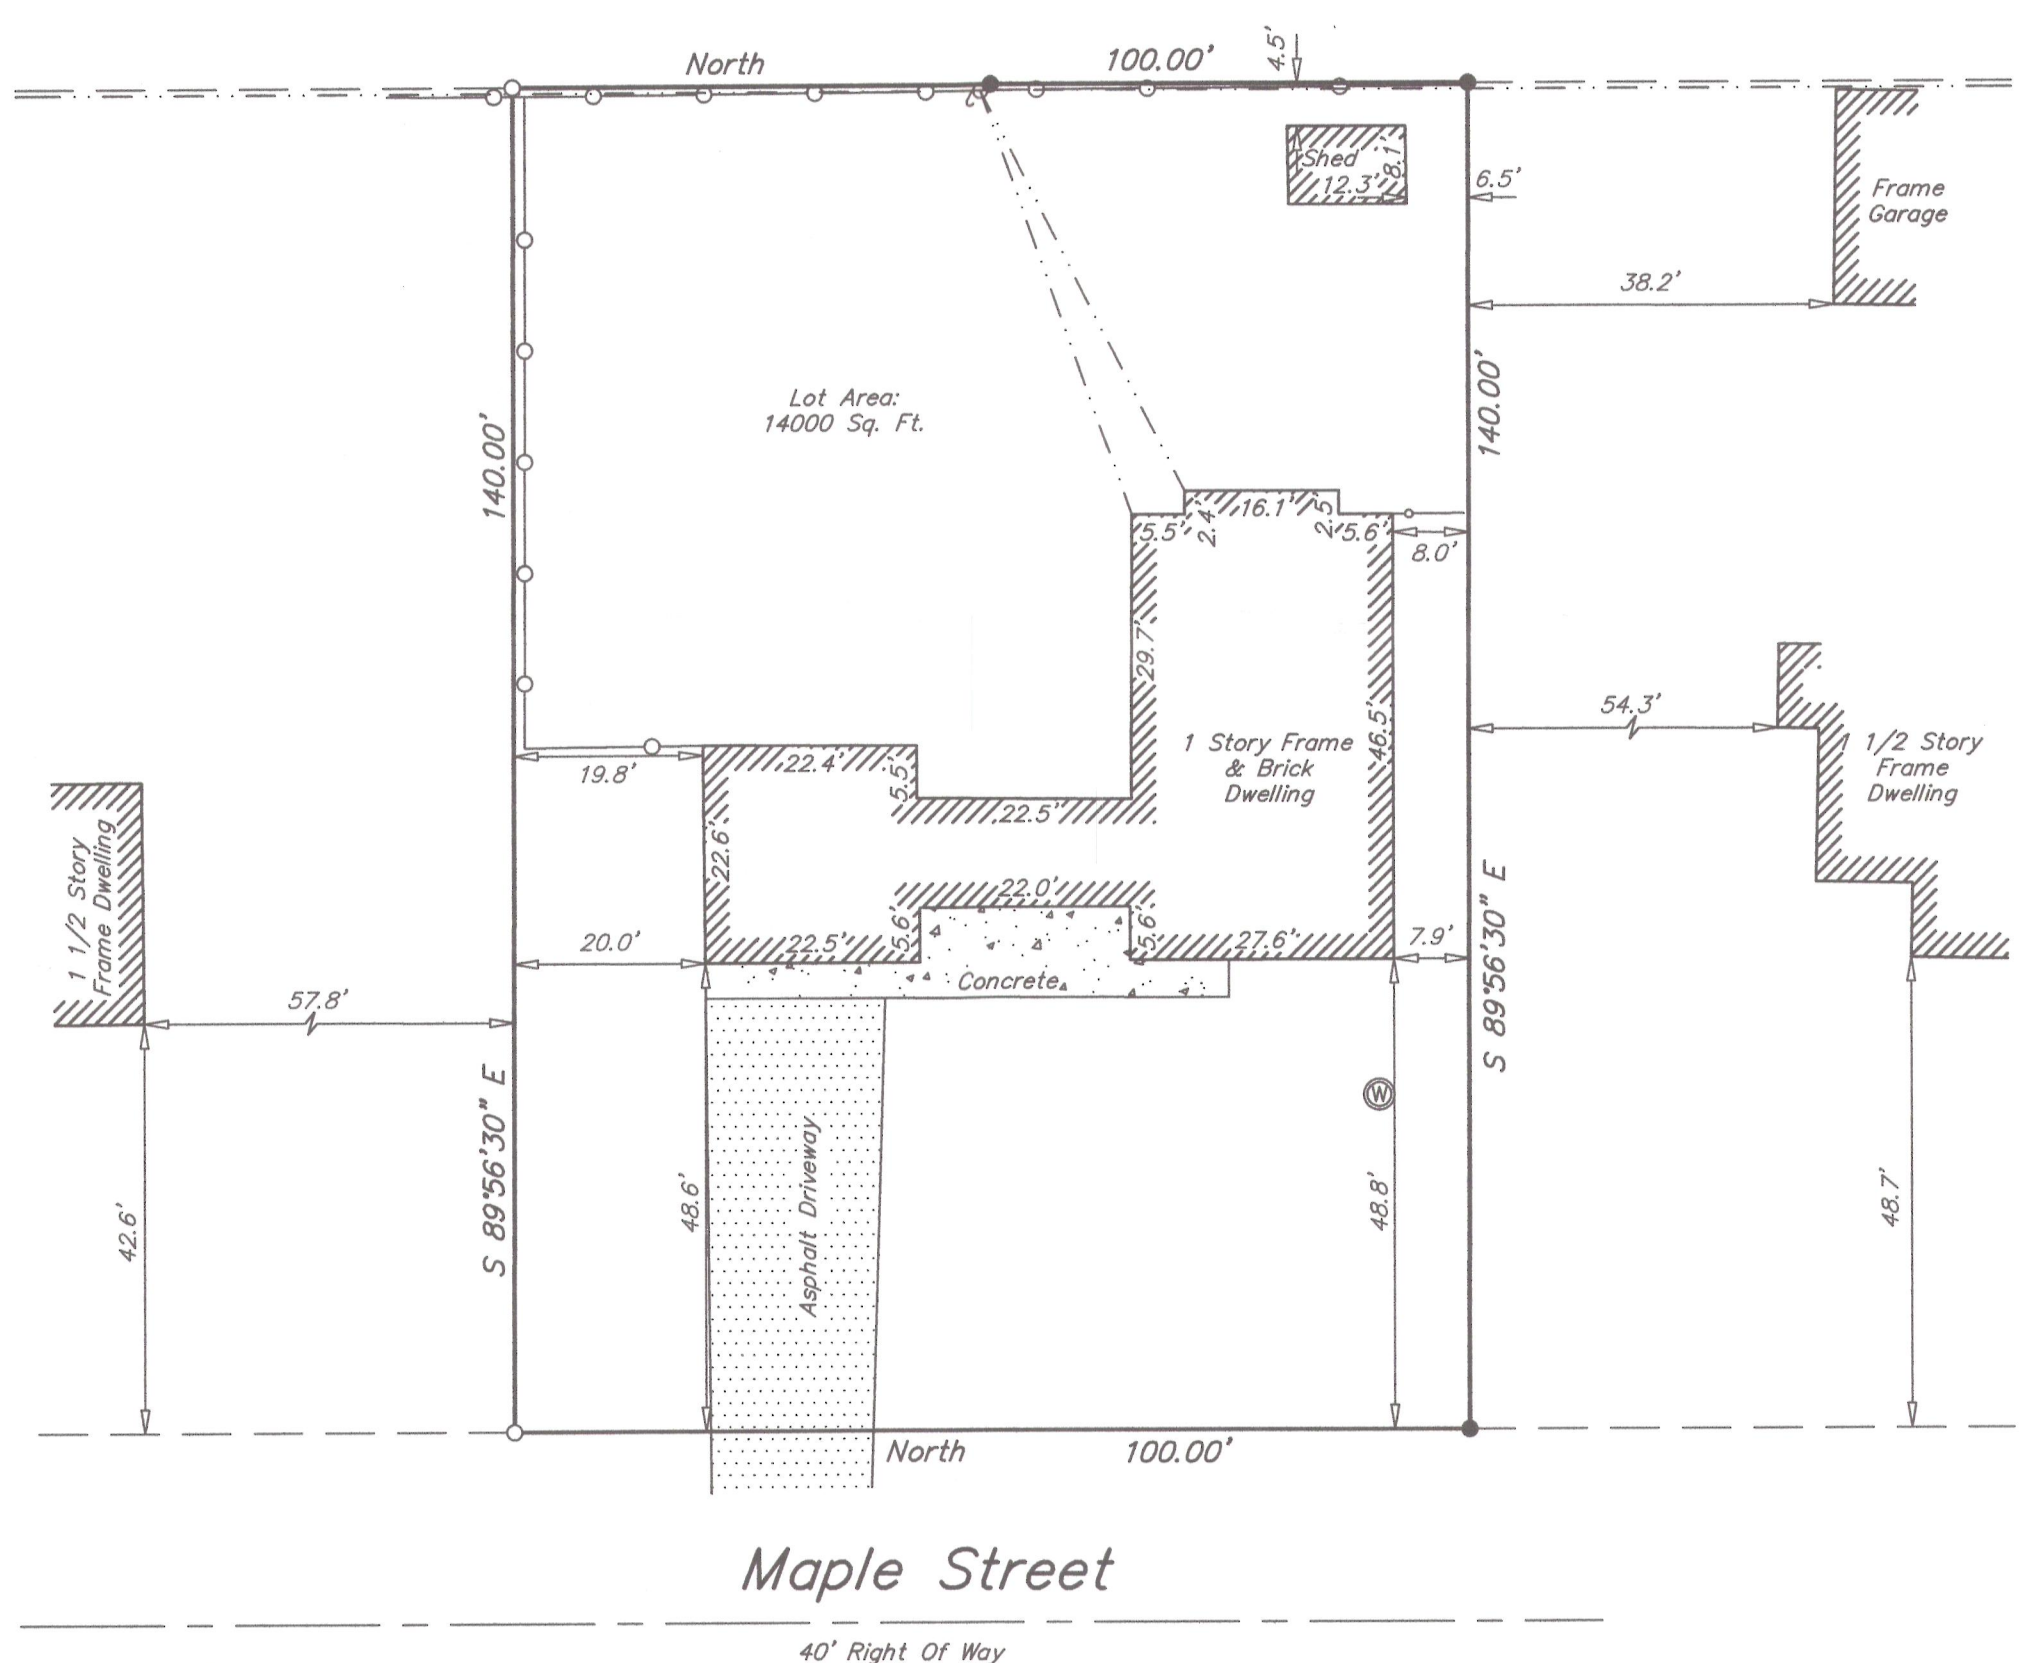 North
100.00'
4.5'
Shed
8.1'
12.3'
6.5'
Frame
Garage
38.2'
140.00'
Lot Area:
14000 Sq. Ft.
140.00'
5.5'
2.4'
16.1'
2.5'
5.6'
8.0'
29.7'
46.5'
54.3'
1 Story Frame
& Brick
Dwelling
1 1/2 Story
Frame
Dwelling
19.8'
22.4'
5.5'
22.5'
22.6'
1 1/2 Story
Frame Dwelling
22.0'
20.0'
22.5'
5.6'
5.6'
27.6'
7.9'
S 89°56'30" E
Concrete
57.8'
S 89°56'30" E
W
42.6'
48.6'
Asphalt Driveway
48.8'
48.7'
North
100.00'
Maple Street
40' Right Of Way